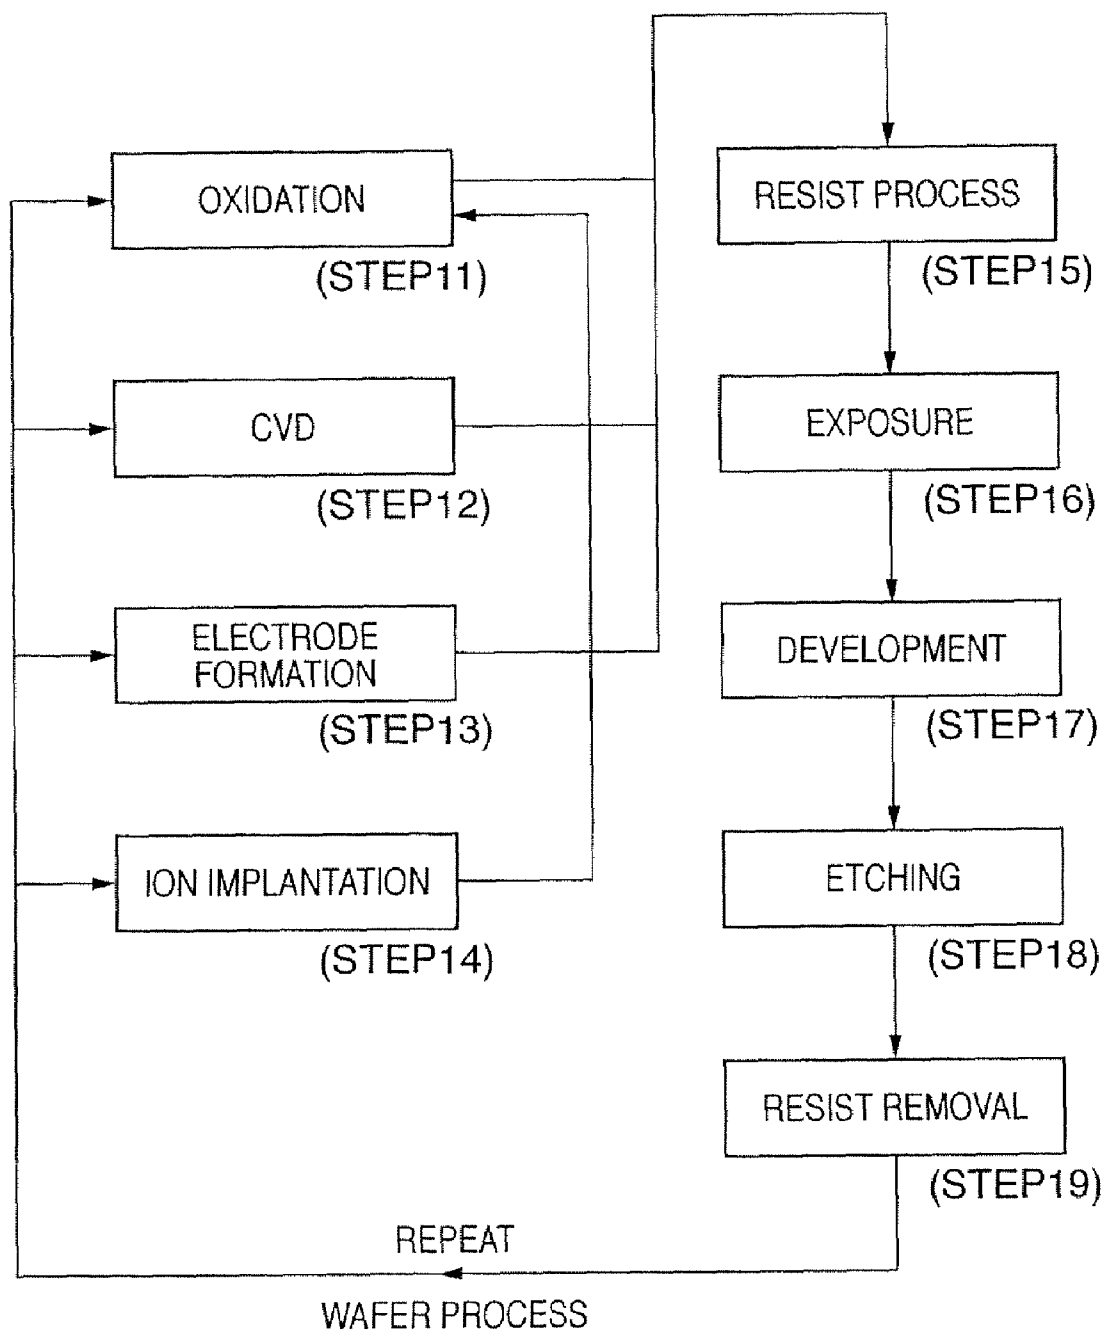 OXIDATION
(STEP11)
CVD
(STEP12)
ELECTRODE
FORMATION
(STEP13)
ION IMPLANTATION
(STEP14)
RESIST PROCESS
(STEP15)
EXPOSURE
(STEP16)
DEVELOPMENT
(STEP17)
ETCHING
(STEP18)
RESIST REMOVAL
(STEP19)
REPEAT
WAFER PROCESS